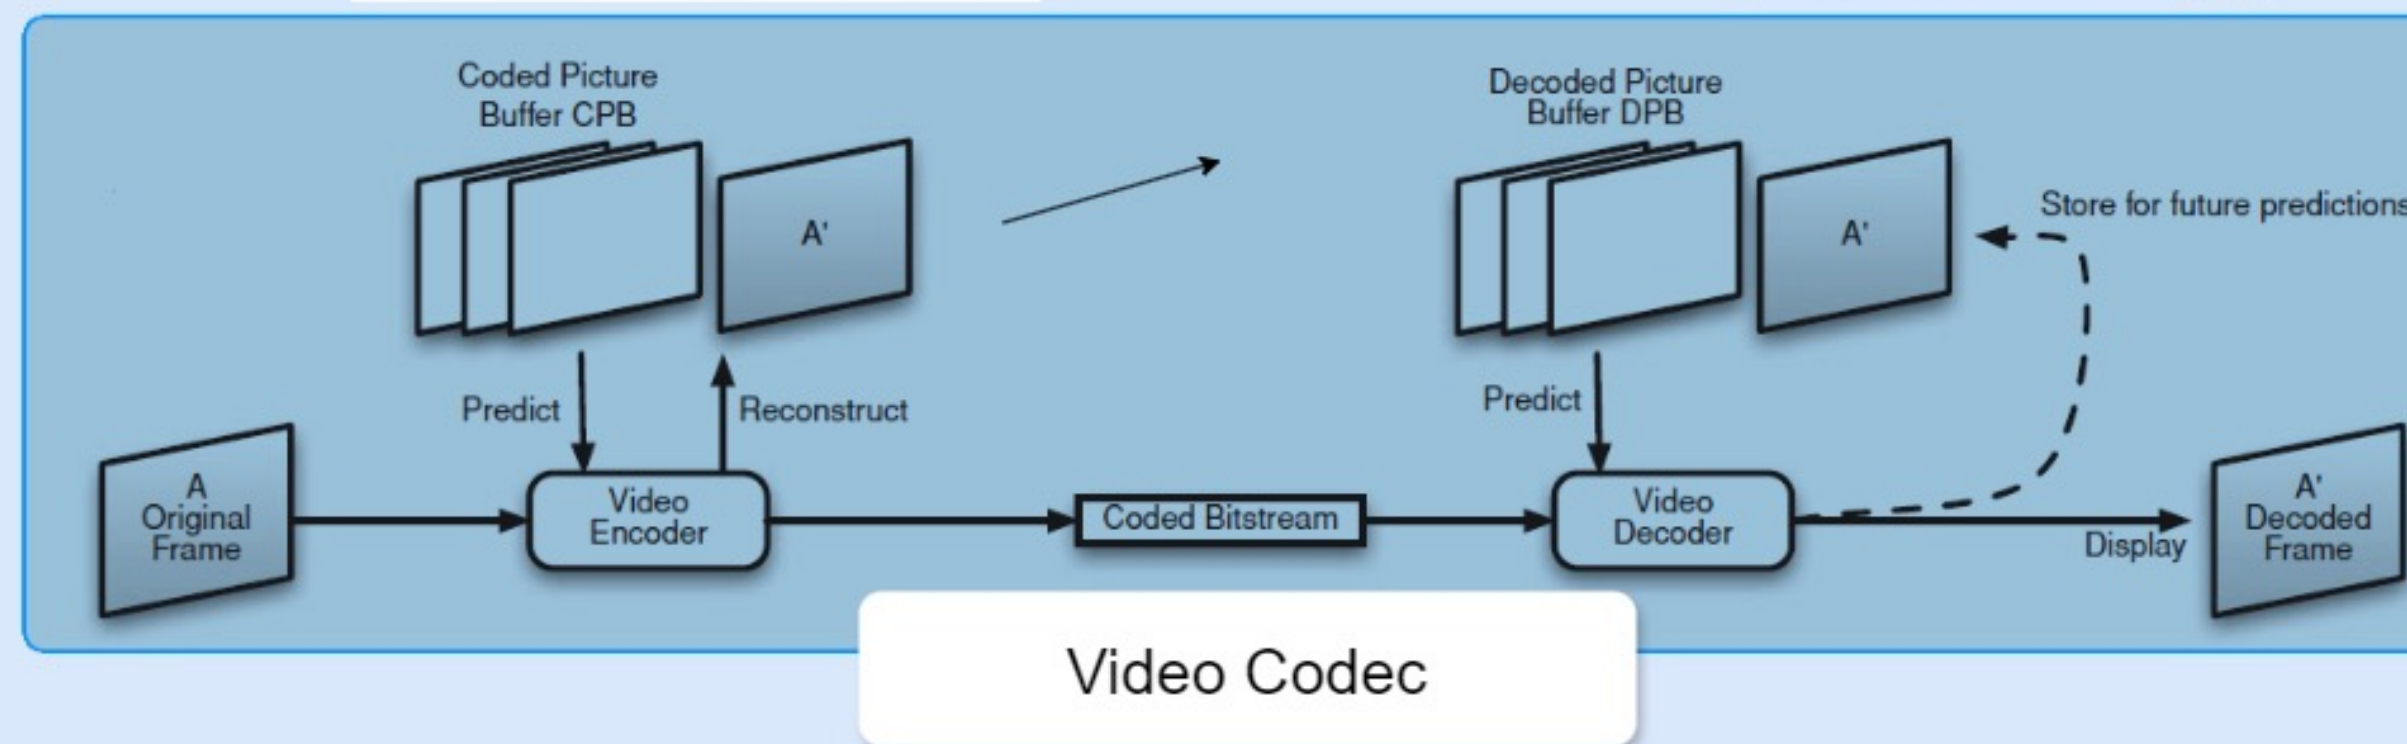 Coded Picture
Buffer CPB
Decoded Picture
Buffer DPB
A'
A'
Store for future predictions
Predict
Reconstruct
Predict
A
Original
Frame
Video
Encoder
Coded Bitstream
Video
Decoder
Display
A'
Decoded
Frame
Video Codec